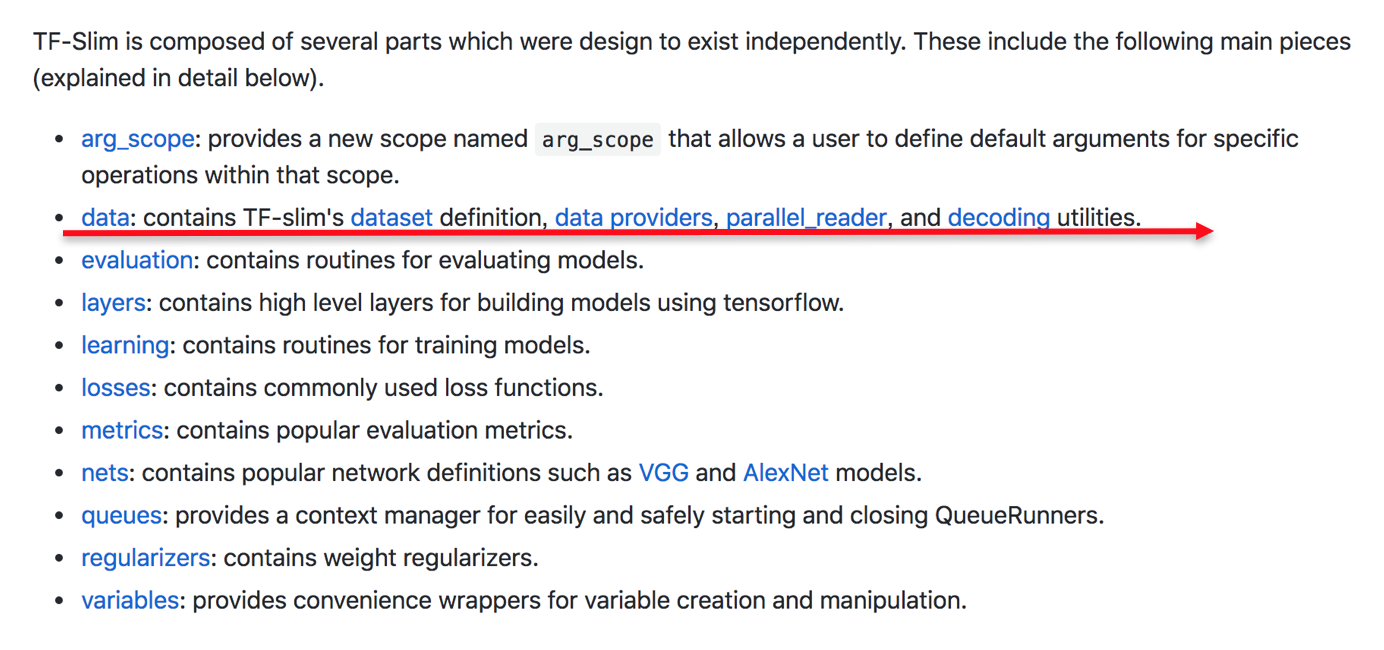 TF-Slim is composed of several parts which were design to exist independently. These include the following main pieces
(explained in detail below).
• arg_scope: provides a new scope named arg_scope that allows a user to define default arguments for specific
operations within that scope.
• data: contains TF-slim's dataset definition, data providers, parallel_reader, and decoding utilities.
• evaluation: contains routines for evaluating models.
• layers: contains high level layers for building models using tensorflow.
• learning: contains routines for training models.
• losses: contains commonly used loss functions.
• metrics: contains popular evaluation metrics.
• nets: contains popular network definitions such as VGG and AlexNet models.
• queues: provides a context manager for easily and safely starting and closing QueueRunners.
• regularizers: contains weight regularizers.
• variables: provides convenience wrappers for variable creation and manipulation.